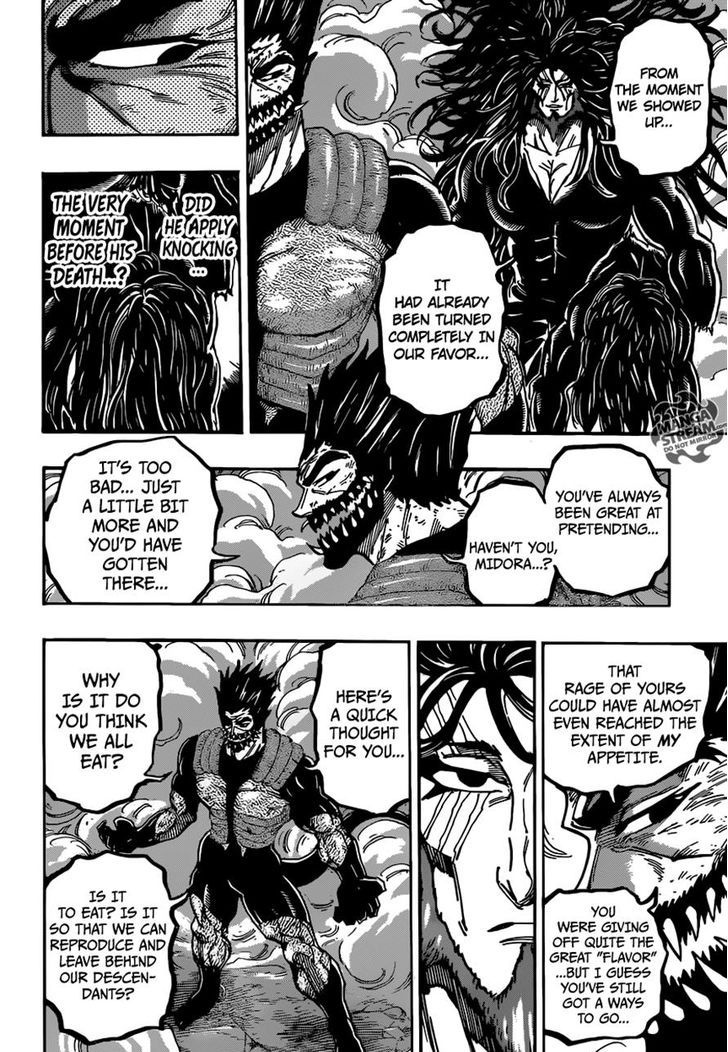 FROM
THE MOMENT
WE SHOWED
UP...
IT
HAD ALREADY
BEEN TURNED
COMPLETELY IN
OUR FAVOR...
DID
HE APPLY
KNOCKING
...
THE VERY
MOMENT
BEFORE HIS
DEATH...?
MANGA
STREAM
DO NOT MIRROR
YOU'VE ALWAYS
BEEN GREAT AT
PRETENDING...
HAVEN'T YOU,
MIDORA...?
IT'S TOO
BAD... JUST
A LITTLE BIT
MORE AND
YOU'D HAVE
GOTTEN
THERE...
THAT
RAGE OF YOURS
COULD HAVE ALMOST
EVEN REACHED THE
EXTENT OF MY
APPETITE.
YOU
WERE GIVING
OFF QUITE THE
GREAT "FLAVOR"
...BUT I GUESS
YOU'VE STILL
GOT A WAYS
TO GO...
HERE'S
A QUICK
THOUGHT
FOR YOU...
WHY
IS IT DO
YOU THINK
WE ALL
EAT?
IS IT
TO EAT? IS IT
SO THAT WE CAN
REPRODUCE AND
LEAVE BEHIND
OUR DESCEN-
DANTS?